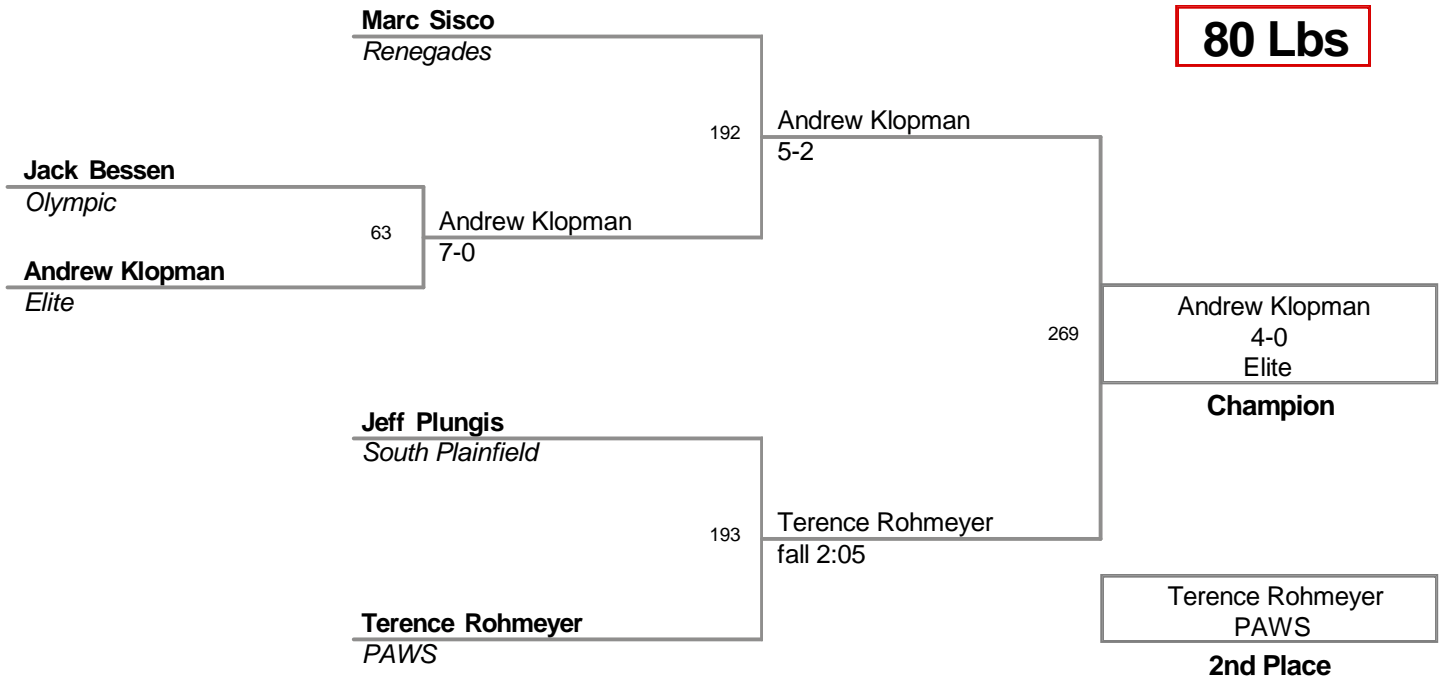 Marc Sisco
Renegades
80 Lbs
192
Andrew Klopman
5-2
Jack Bessen
Olympic
63
Andrew Klopman
7-0
Andrew Klopman
Elite
269
Andrew Klopman
4-0
Elite
Champion
Jeff Plungis
South Plainfield
193
Terence Rohmeyer
fall 2:05
Terence Rohmeyer
PAWS
Terence Rohmeyer
PAWS
2nd Place